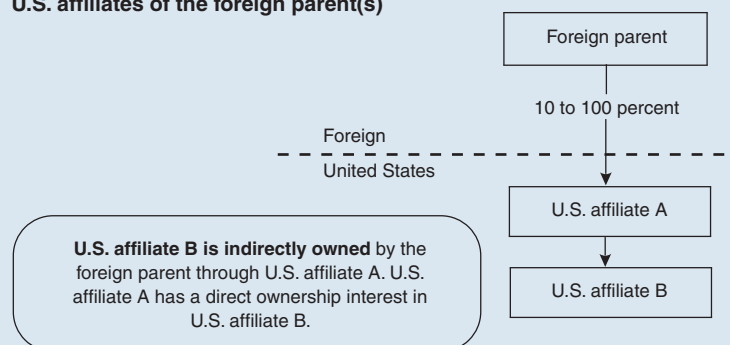 U.S. affiliates of the foreign parent(s)
Foreign parent
10 to 100 percent
Foreign
United States
U.S. affiliate A
U.S. affiliate B is indirectly owned by the
foreign parent through U.S. affiliate A. U.S.
affiliate A has a direct ownership interest in
U.S. affiliate B.
U.S. affiliate B